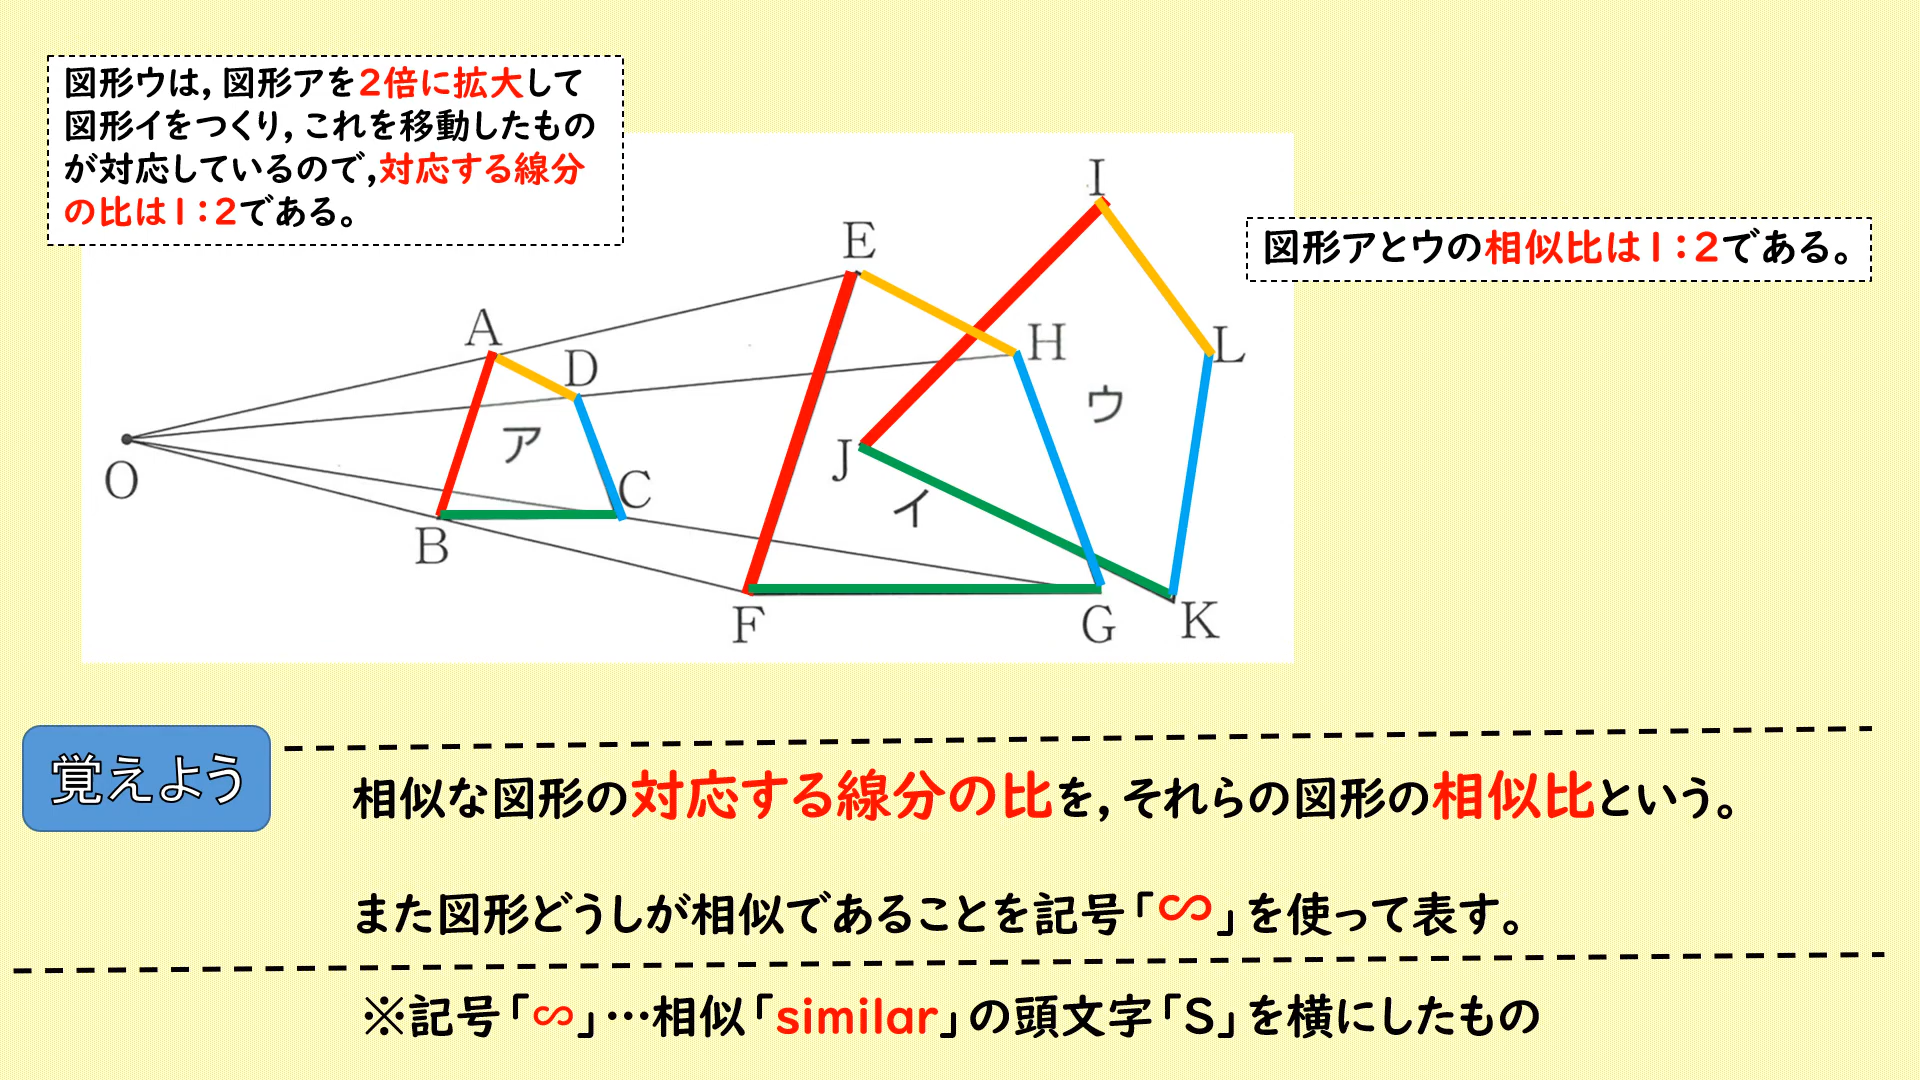 図形ウは，図形アを2倍に拡大して
図形イをつくり，これを移動したもの
が対応しているので，対応する線分
の比は1：2である。
図形アとウの相似比は1：2である。
I
E
A
D
H
L
ウ
ア
O
J
C
イ
B
F
G
K
覚えよう
相似な図形の対応する線分の比を，それらの図形の相似比という。
また図形どうしが相似であることを記号「∽」を使って表す。
※記号「∽」…相似「similar」の頭文字「S」を横にしたもの